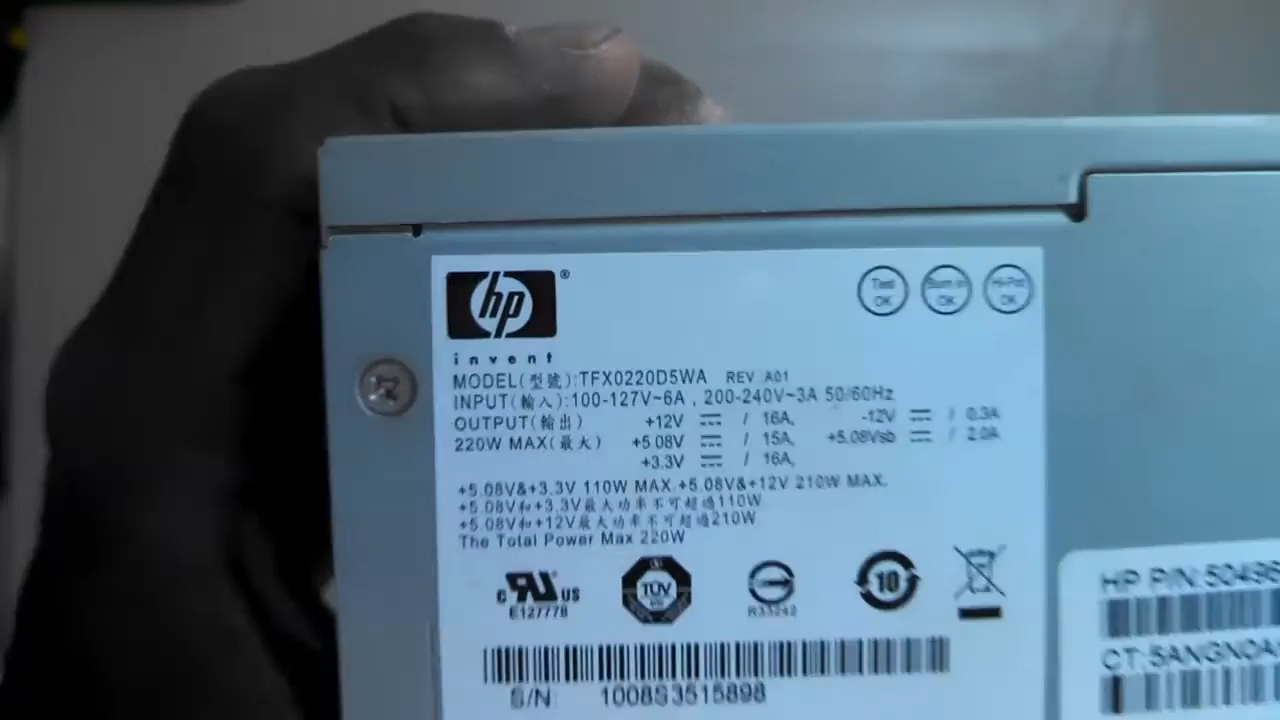 hp ®
invent
Test OK
Burn in OK
Hi-Pot OK
MODEL(型號):TFX0220D5WA REV A01
INPUT(輸入):100-127V~6A , 200-240V~3A 50/60Hz
OUTPUT(輸出) +12V / 16A, -12V / 0.3A
220W MAX(最大) +5.08V / 15A, +5.08Vsb / 2.0A
+3.3V / 16A,
+5.08V&+3.3V 110W MAX.+5.08V&+12V 210W MAX.
+5.08V和+3.3V最大功率不可超過110W
+5.08V和+12V最大功率不可超過210W
The Total Power Max 220W
c RU US
E127778
TÜV
R33242
10
S/N: 1008S3515898
HP P/N:50496
CT:5ANGNOA